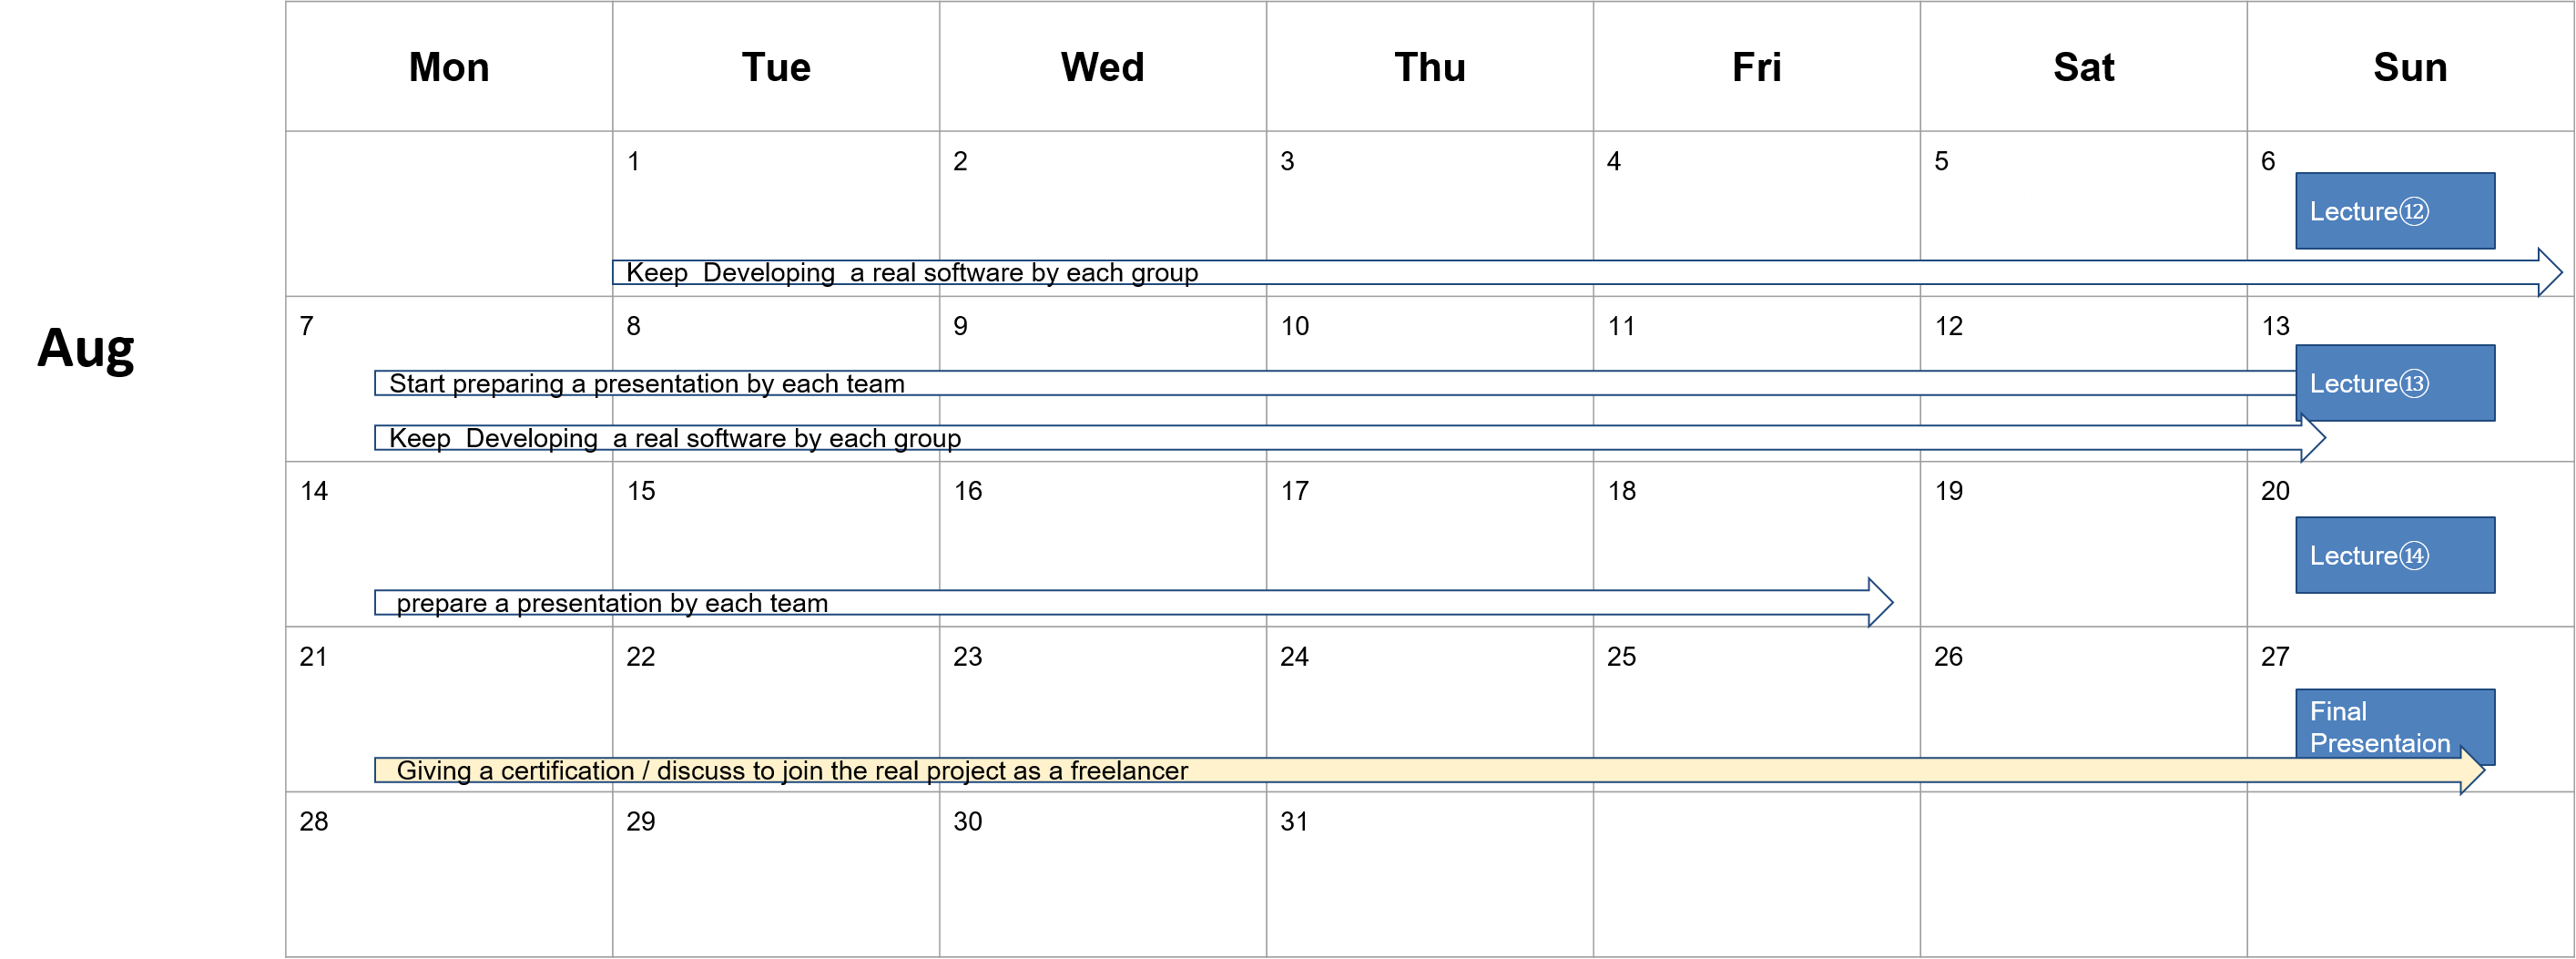 Mon Tue Wed Thu Fri Sat Sun
Aug
1 2 3 4 5 6
Lecture⑫
Keep  Developing  a real software by each group
7 8 9 10 11 12 13
Start preparing a presentation by each team
Lecture⑬
Keep  Developing  a real software by each group
14 15 16 17 18 19 20
Lecture⑭
prepare a presentation by each team
21 22 23 24 25 26 27
Final
Presentaion
Giving a certification / discuss to join the real project as a freelancer
28 29 30 31